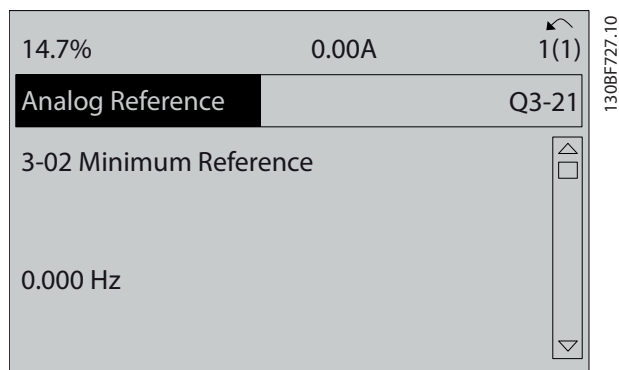 14.7% 0.00A 1(1)
Analog Reference Q3-21
3-02 Minimum Reference
0.000 Hz
130BF727.10